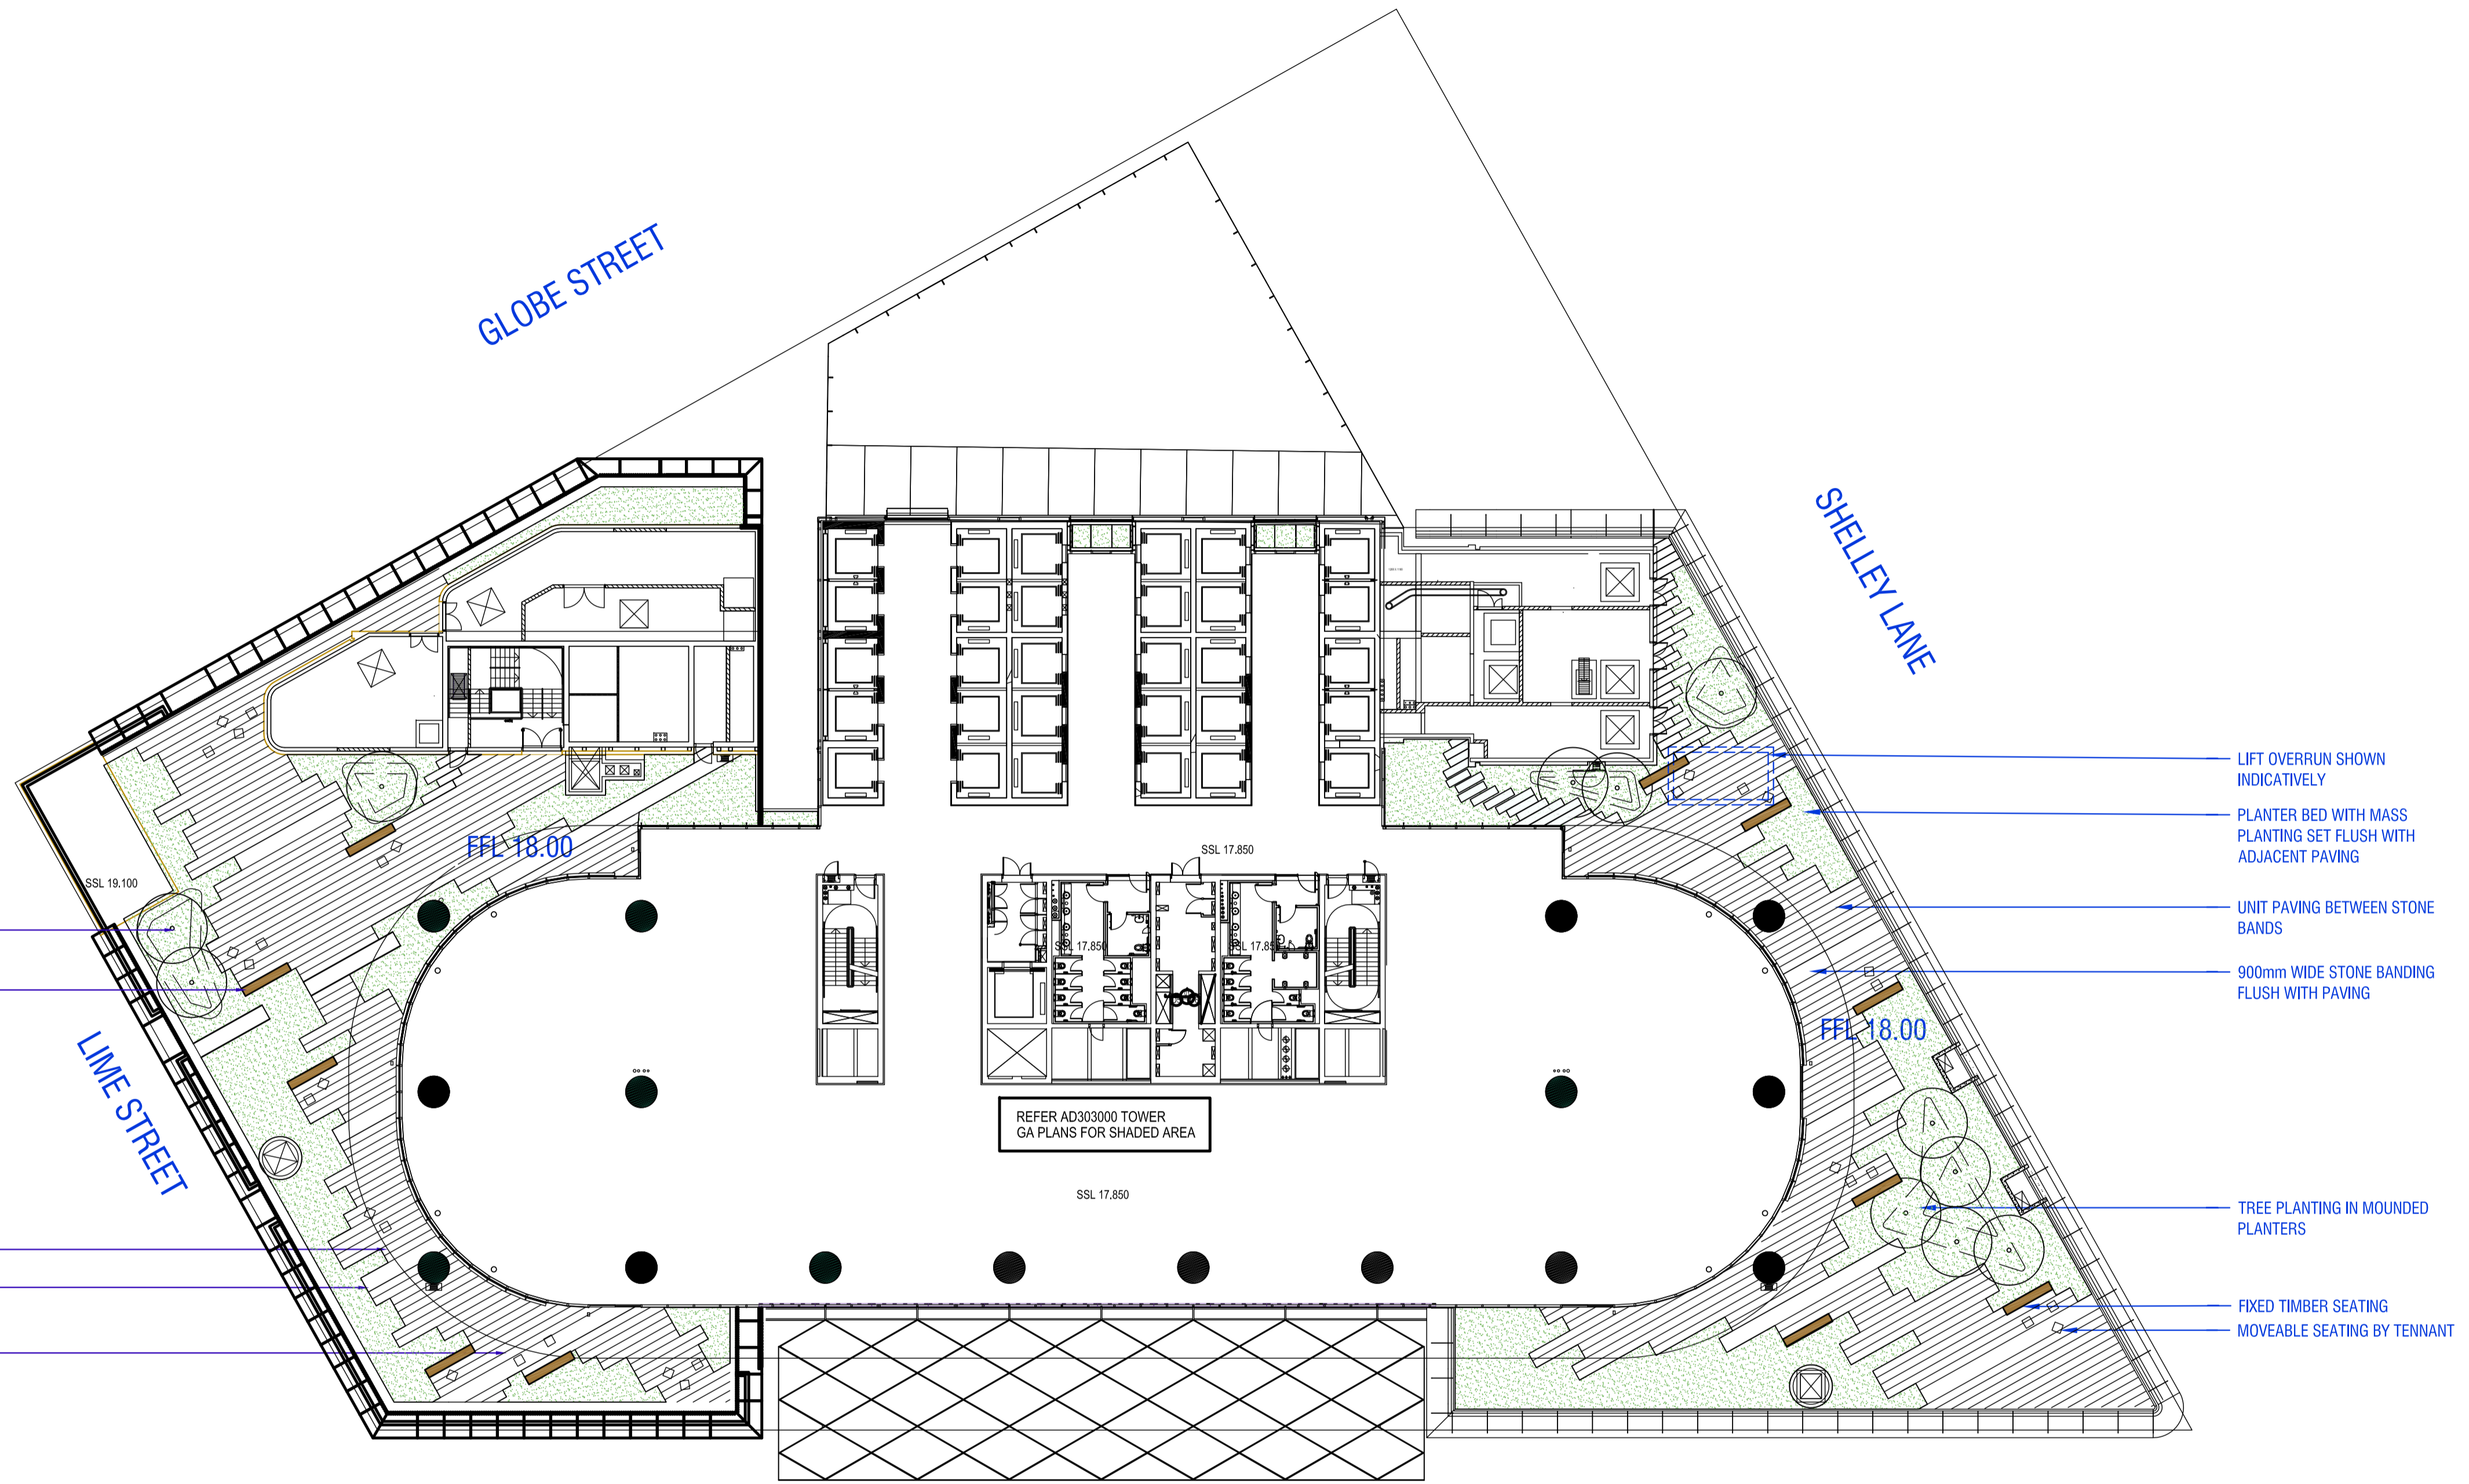 GLOBE STREET
SHELLEY LANE
LIFT OVERRUN SHOWN
INDICATIVELY
PLANTER BED WITH MASS
PLANTING SET FLUSH WITH
ADJACENT PAVING
FFL 18.00
SSL 17.850
SSL 19.100
UNIT PAVING BETWEEN STONE
BANDS
SSL 17.850
SSL 17.85
900mm WIDE STONE BANDING
FLUSH WITH PAVING
FFL 18.00
LIME STREET
REFER AD303000 TOWER
GA PLANS FOR SHADED AREA
SSL 17.850
TREE PLANTING IN MOUNDED
PLANTERS
FIXED TIMBER SEATING
MOVEABLE SEATING BY TENNANT